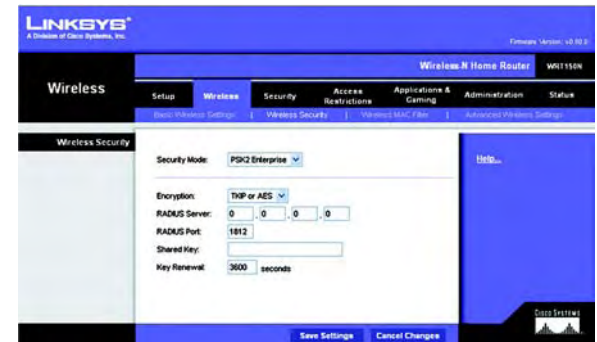 LINKSYS®
A Division of Cisco Systems, Inc.
Firmware Version: v0.92.2
Wireless-N Home Router WRT150N
Wireless
Setup Wireless Security Access Restrictions Applications & Gaming Administration Status
Basic Wireless Settings | Wireless Security | Wireless MAC Filter | Advanced Wireless Settings
Wireless Security
Security Mode: PSK2 Enterprise
Help...
Encryption: TKIP or AES
RADIUS Server: 0 . 0 . 0 . 0
RADIUS Port: 1812
Shared Key:
Key Renewal: 3600 seconds
Save Settings Cancel Changes
CISCO SYSTEMS